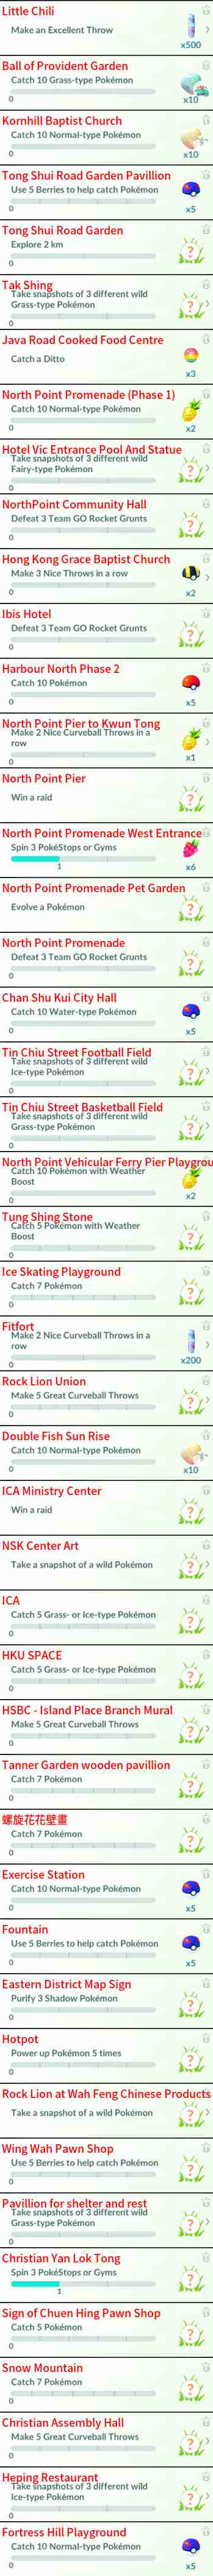 Little Chili
Make an Excellent Throw
x500
Ball of Provident Garden
Catch 10 Grass-type Pokémon
0
x10
Kornhill Baptist Church
Catch 10 Normal-type Pokémon
0
x10
Tong Shui Road Garden Pavillion
Use 5 Berries to help catch Pokémon
0
x5
Tong Shui Road Garden
Explore 2 km
0
?
Tak Shing
Take snapshots of 3 different wild
Grass-type Pokémon
0
?
Java Road Cooked Food Centre
Catch a Ditto
x3
North Point Promenade (Phase 1)
Catch 10 Normal-type Pokémon
0
x2
Hotel Vic Entrance Pool And Statue
Take snapshots of 3 different wild
Fairy-type Pokémon
0
?
NorthPoint Community Hall
Defeat 3 Team GO Rocket Grunts
0
?
Hong Kong Grace Baptist Church
Make 3 Nice Throws in a row
0
x2
Ibis Hotel
Defeat 3 Team GO Rocket Grunts
0
?
Harbour North Phase 2
Catch 10 Pokémon
0
x5
North Point Pier to Kwun Tong
Make 2 Nice Curveball Throws in a
row
0
x1
North Point Pier
Win a raid
?
North Point Promenade West Entrance
Spin 3 PokéStops or Gyms
1
x6
North Point Promenade Pet Garden
Evolve a Pokémon
?
North Point Promenade
Defeat 3 Team GO Rocket Grunts
0
?
Chan Shu Kui City Hall
Catch 10 Water-type Pokémon
0
x5
Tin Chiu Street Football Field
Take snapshots of 3 different wild
Ice-type Pokémon
0
?
Tin Chiu Street Basketball Field
Take snapshots of 3 different wild
Grass-type Pokémon
0
?
North Point Vehicular Ferry Pier Playgrou
Catch 10 Pokémon with Weather
Boost
0
x2
Tung Shing Stone
Catch 5 Pokémon with Weather
Boost
0
?
Ice Skating Playground
Catch 7 Pokémon
0
?
Fitfort
Make 2 Nice Curveball Throws in a
row
0
x200
Rock Lion Union
Make 5 Great Curveball Throws
0
?
Double Fish Sun Rise
Catch 10 Normal-type Pokémon
0
x10
ICA Ministry Center
Win a raid
?
NSK Center Art
Take a snapshot of a wild Pokémon
?
ICA
Catch 5 Grass- or Ice-type Pokémon
0
?
HKU SPACE
Catch 5 Grass- or Ice-type Pokémon
0
?
HSBC - Island Place Branch Mural
Make 5 Great Curveball Throws
0
?
Tanner Garden wooden pavillion
Catch 7 Pokémon
0
?
螺旋花花壁畫
Catch 7 Pokémon
0
?
Exercise Station
Catch 10 Normal-type Pokémon
0
x5
Fountain
Use 5 Berries to help catch Pokémon
0
x5
Eastern District Map Sign
Purify 3 Shadow Pokémon
0
?
Hotpot
Power up Pokémon 5 times
0
?
Rock Lion at Wah Feng Chinese Products
Take a snapshot of a wild Pokémon
?
Wing Wah Pawn Shop
Use 5 Berries to help catch Pokémon
0
?
Pavillion for shelter and rest
Take snapshots of 3 different wild
Grass-type Pokémon
0
?
Christian Yan Lok Tong
Spin 3 PokéStops or Gyms
1
?
Sign of Chuen Hing Pawn Shop
Catch 5 Pokémon
0
?
Snow Mountain
Catch 7 Pokémon
0
?
Christian Assembly Hall
Make 5 Great Curveball Throws
0
?
Heping Restaurant
Take snapshots of 3 different wild
Ice-type Pokémon
0
?
Fortress Hill Playground
Catch 10 Normal-type Pokémon
0
x5